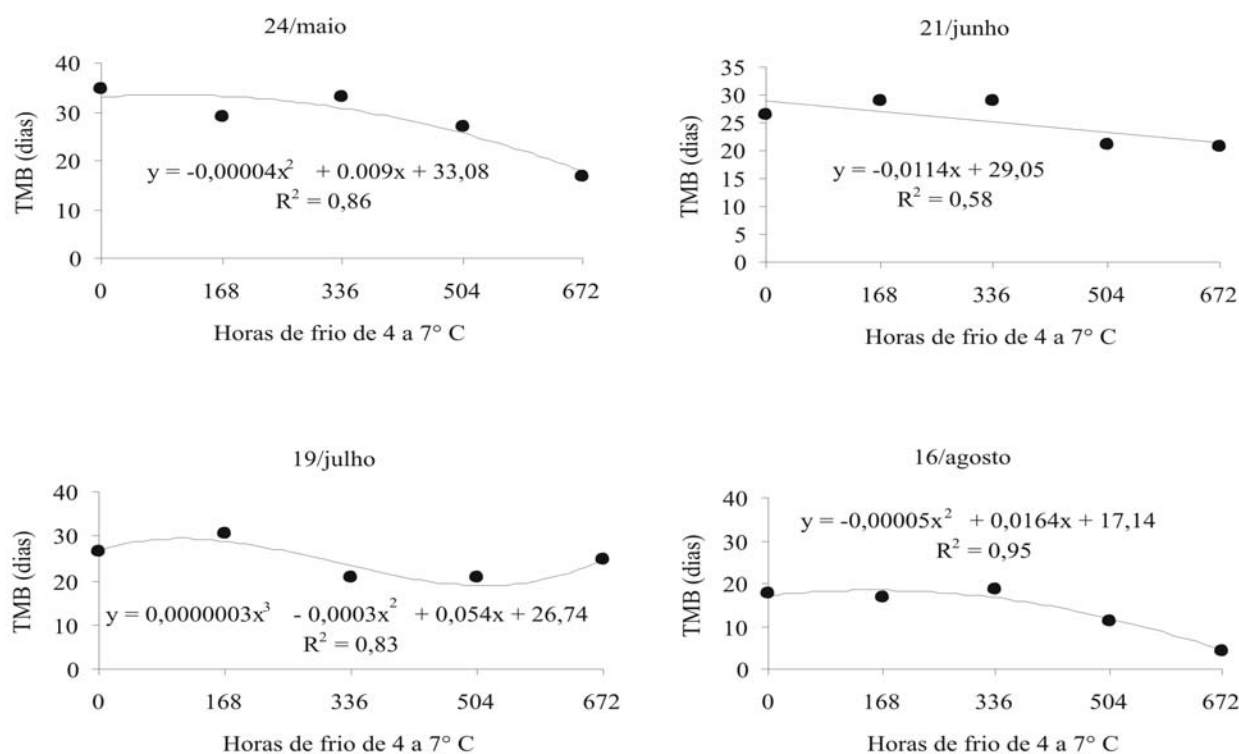 24/maio
40
30
20
10
0
TMB (dias)
y = -0,00004x² + 0.009x + 33,08
R² = 0,86
0 168 336 504 672
Horas de frio de 4 a 7° C
21/junho
35
30
25
20
15
10
5
0
TMB (dias)
y = -0,0114x + 29,05
R² = 0,58
0 168 336 504 672
Horas de frio de 4 a 7° C
19/julho
40
30
20
10
0
TMB (dias)
y = 0,0000003x³ - 0,0003x² + 0,054x + 26,74
R² = 0,83
0 168 336 504 672
Horas de frio de 4 a 7° C
16/agosto
40
30
20
10
0
TMB (dias)
y = -0,00005x² + 0,0164x + 17,14
R² = 0,95
0 168 336 504 672
Horas de frio de 4 a 7° C